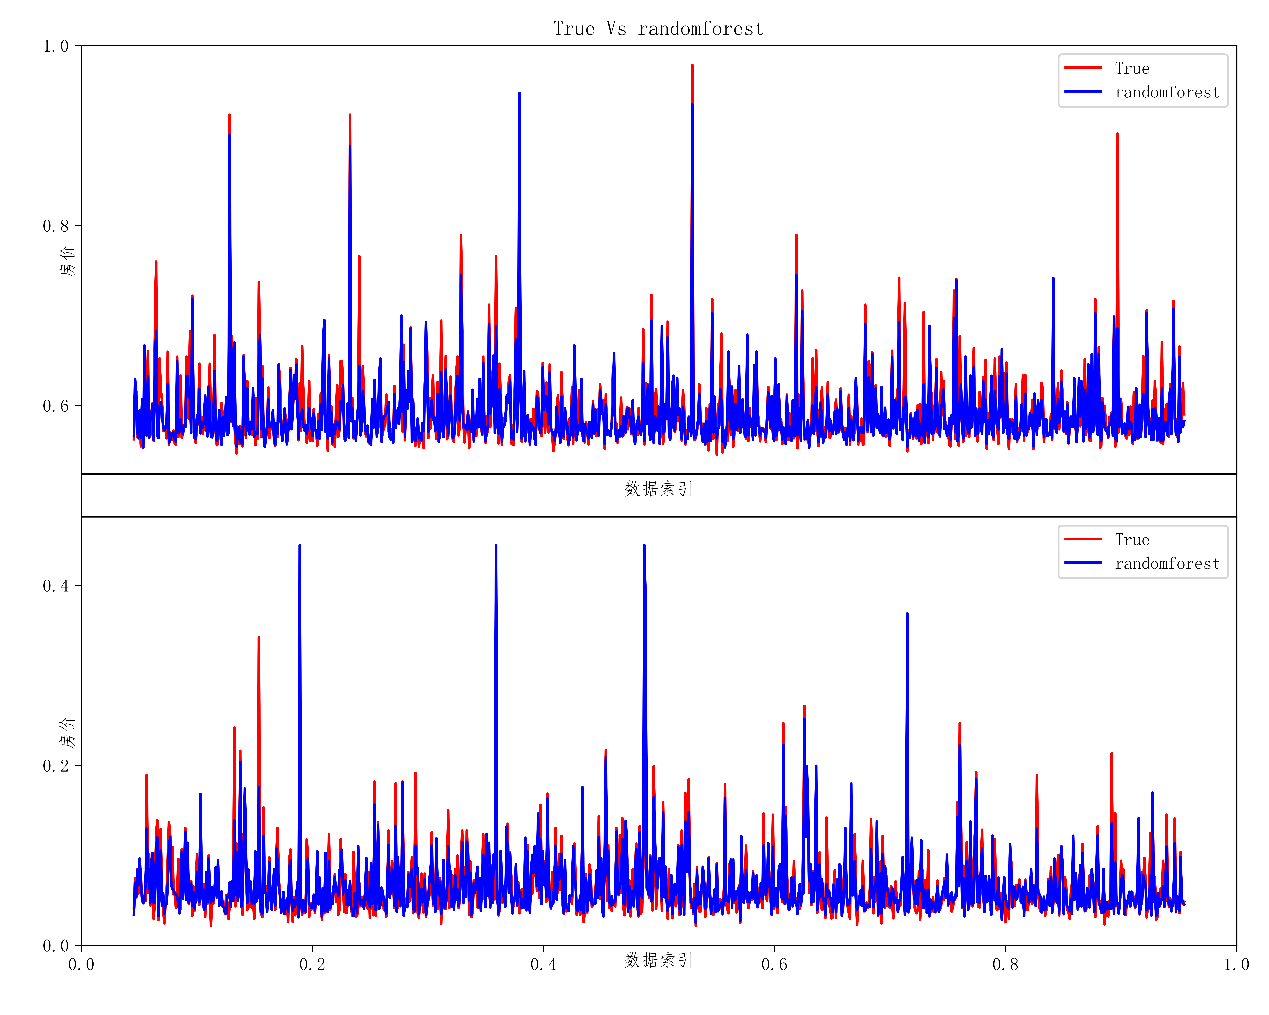 True Vs randomforest
1.0
True
randomforest
0.8
房价
0.6
数据索引
True
randomforest
0.4
房价
0.2
0.0
0.0 0.2 0.4 0.6 0.8 1.0
数据索引